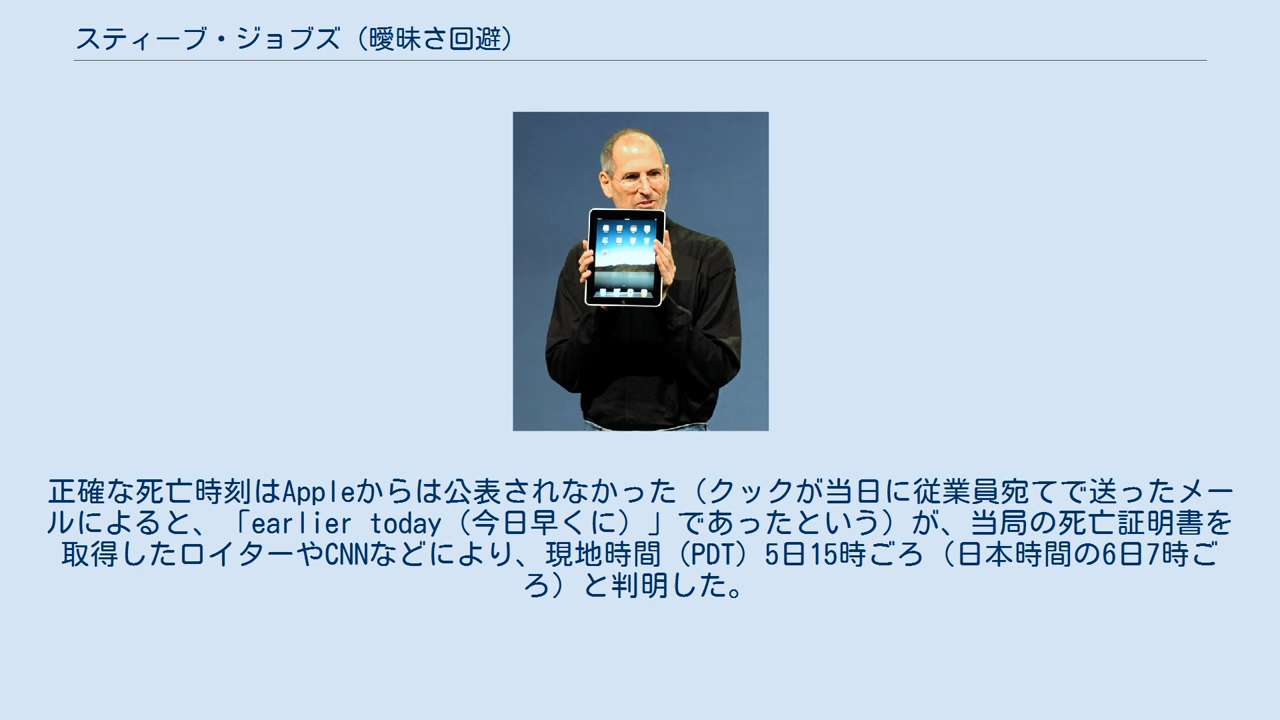 スティーブ・ジョブズ（曖昧さ回避）
正確な死亡時刻はAppleからは公表されなかった（クックが当日に従業員宛てで送ったメー
ルによると、「earlier today（今日早くに）」であったという）が、当局の死亡証明書を
取得したロイターやCNNなどにより、現地時間（PDT）5日15時ごろ（日本時間の6日7時ご
ろ）と判明した。